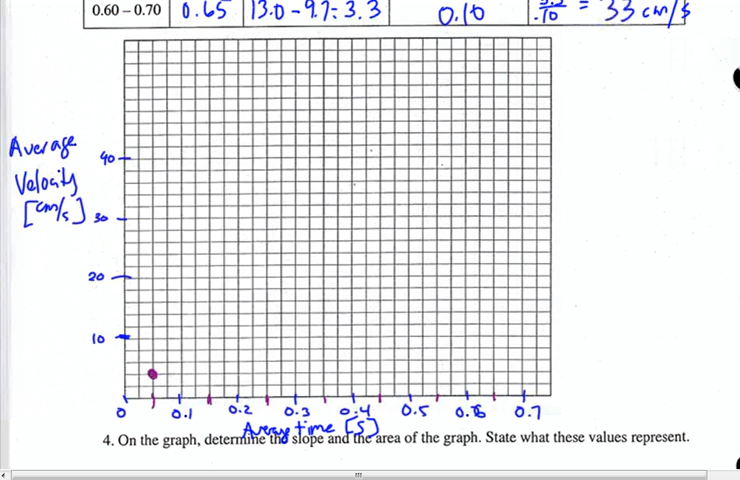 0.60 – 0.70 0.65 13.0 - 9.7 = 3.3 0.10 3.3/.10 = 33 cm/s
Average
Velocity
[cm/s]
40
30
20
10
0 0.1 0.2 0.3 0.4 0.5 0.6 0.7
Average time [s]
4. On the graph, determine the slope and the area of the graph. State what these values represent.